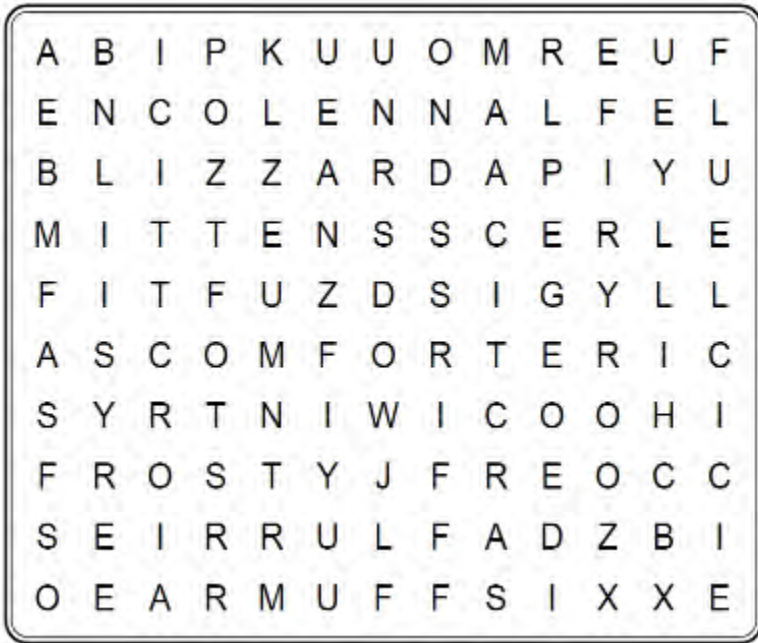 A B I P K U U O M R E U F
E N C O L E N N A L F E L
B L I Z Z A R D A P I Y U
M I T T E N S S C E R L E
F I T F U Z D S I G Y L L
A S C O M F O R T E R I C
S Y R T N I W I C O O H I
F R O S T Y J F R E O C C
S E I R R U L F A D Z B I
O E A R M U F F S I X X E